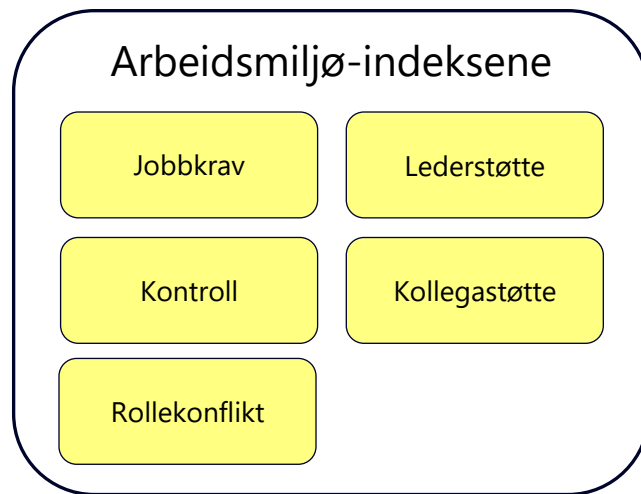 Arbeidsmiljø-indeksene
Jobbkrav
Lederstøtte
Kontroll
Kollegastøtte
Rollekonflikt